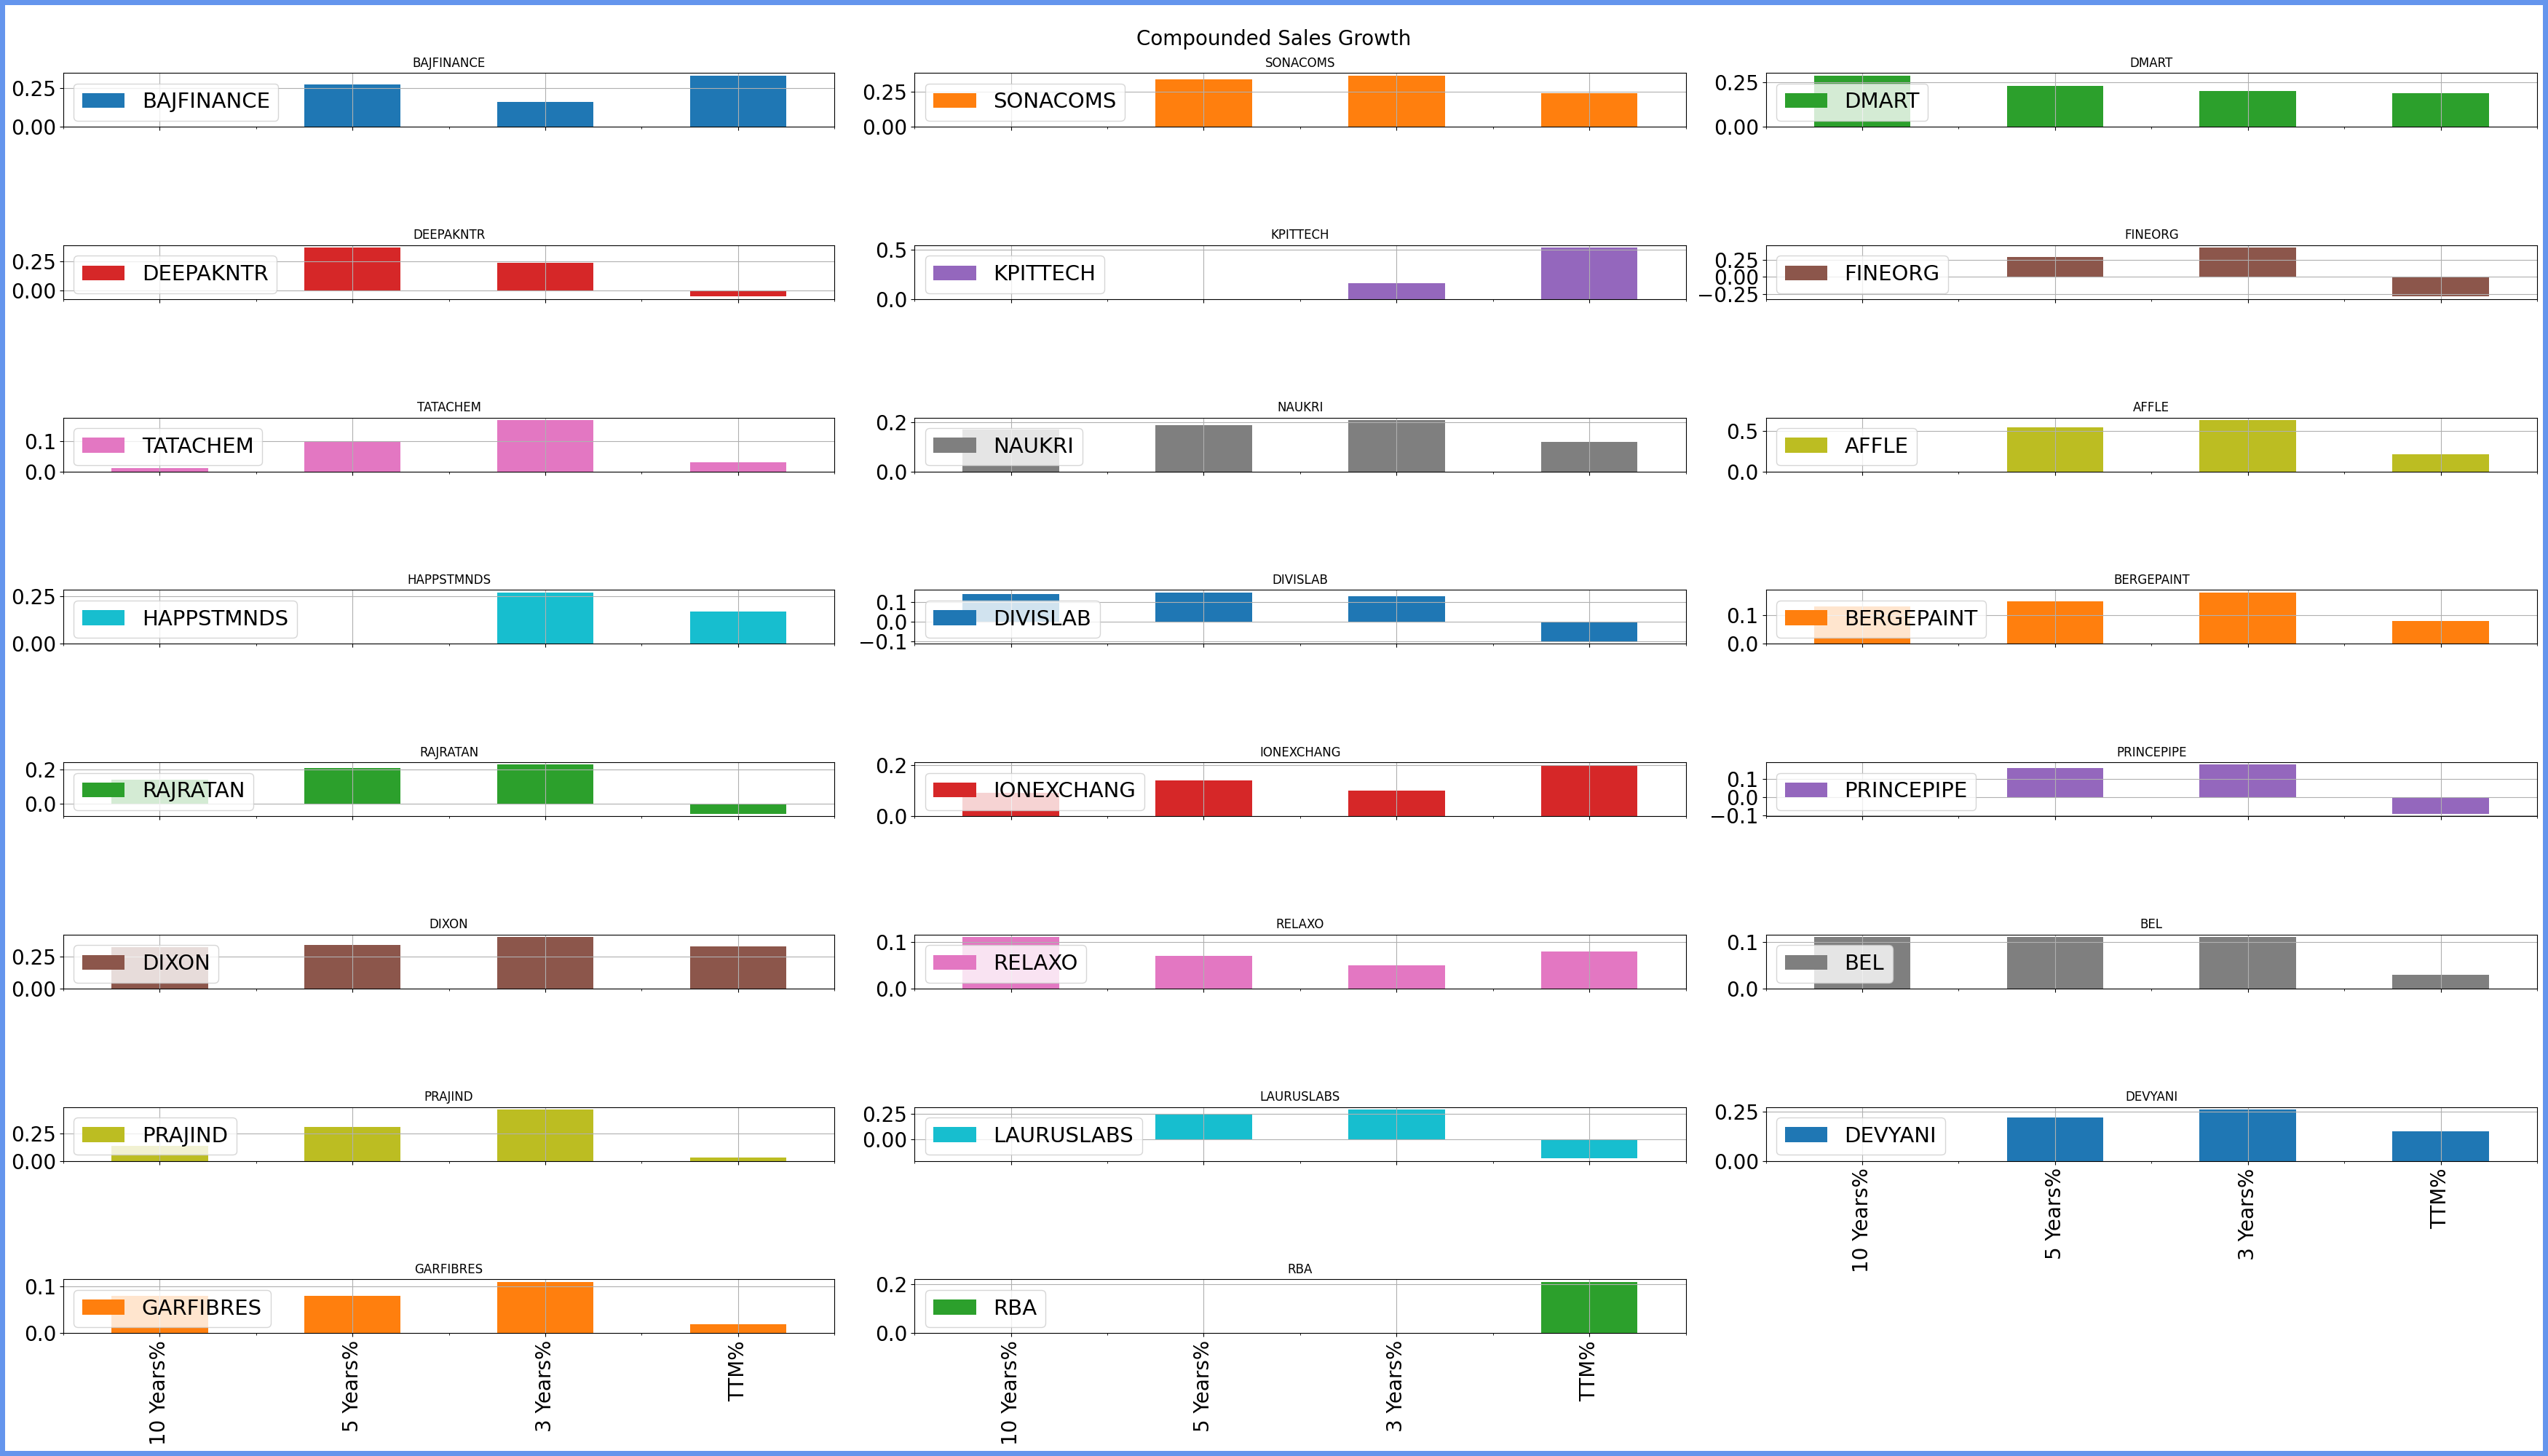 Compounded Sales Growth
BAJFINANCE
0.25
0.00
BAJFINANCE
SONACOMS
0.25
0.00
SONACOMS
DMART
0.25
0.00
DMART
DEEPAKNTR
0.25
0.00
DEEPAKNTR
KPITTECH
0.5
0.0
KPITTECH
FINEORG
0.25
0.00
−0.25
FINEORG
TATACHEM
0.1
0.0
TATACHEM
NAUKRI
0.2
0.0
NAUKRI
AFFLE
0.5
0.0
AFFLE
HAPPSTMNDS
0.25
0.00
HAPPSTMNDS
DIVISLAB
0.1
0.0
−0.1
DIVISLAB
BERGEPAINT
0.1
0.0
BERGEPAINT
RAJRATAN
0.2
0.0
RAJRATAN
IONEXCHANG
0.2
0.0
IONEXCHANG
PRINCEPIPE
0.1
0.0
−0.1
PRINCEPIPE
DIXON
0.25
0.00
DIXON
RELAXO
0.1
0.0
RELAXO
BEL
0.1
0.0
BEL
PRAJIND
0.25
0.00
PRAJIND
LAURUSLABS
0.25
0.00
LAURUSLABS
DEVYANI
0.25
0.00
DEVYANI
10 Years%
5 Years%
3 Years%
TTM%
GARFIBRES
0.1
0.0
GARFIBRES
10 Years%
5 Years%
3 Years%
TTM%
RBA
0.2
0.0
RBA
10 Years%
5 Years%
3 Years%
TTM%